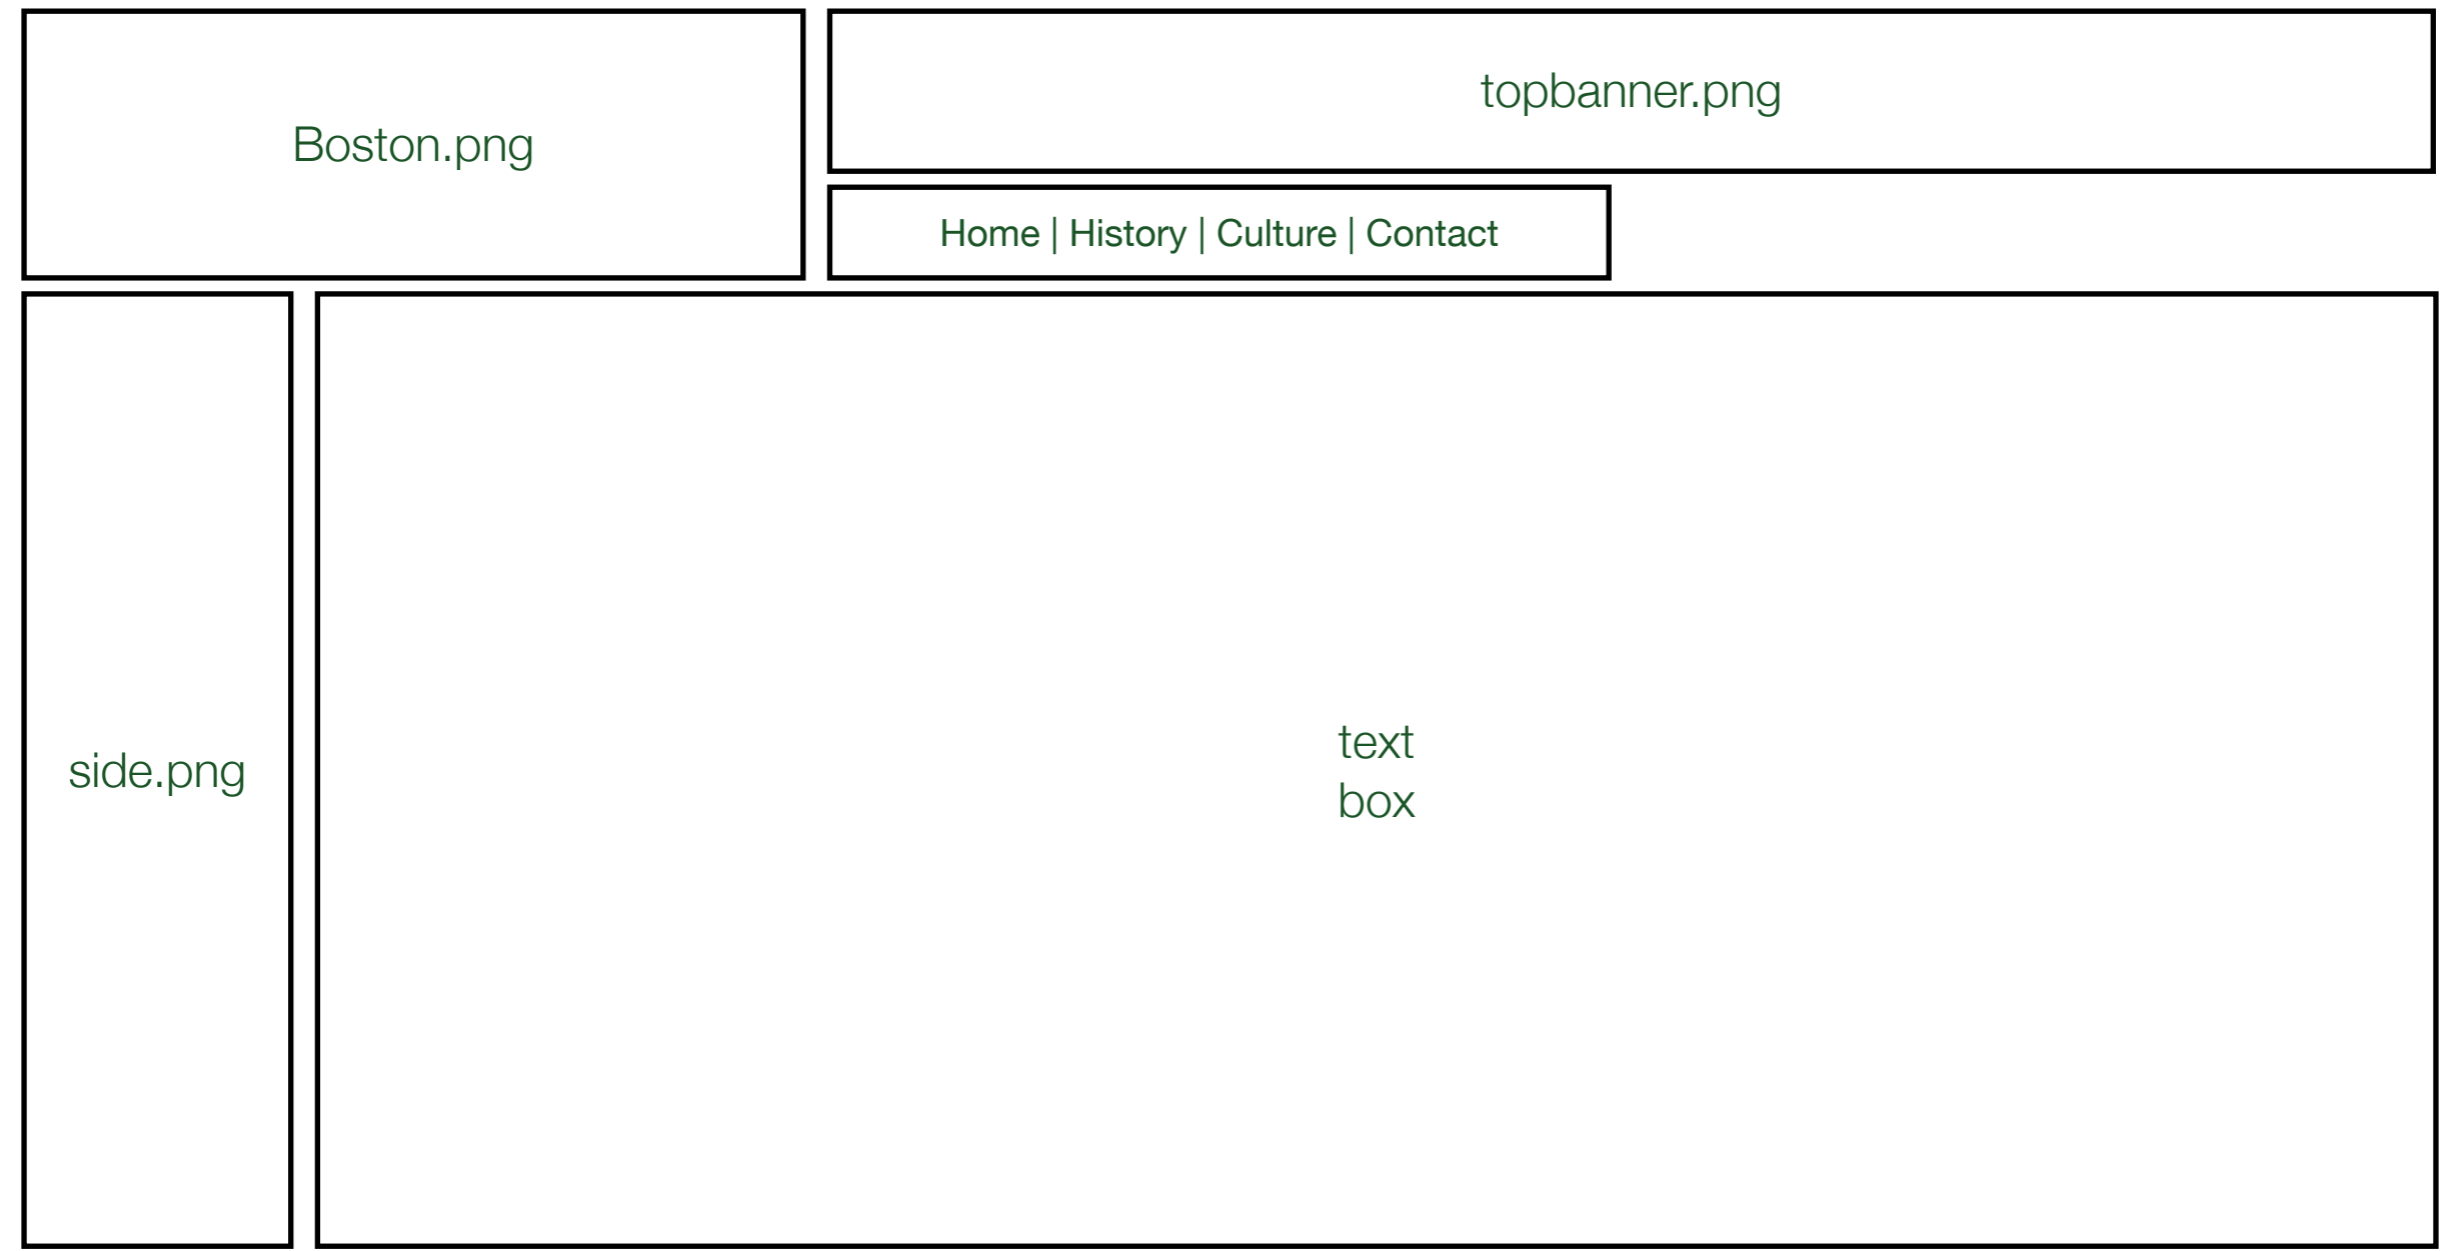 Boston.png
topbanner.png
Home | History | Culture | Contact
side.png
text
box